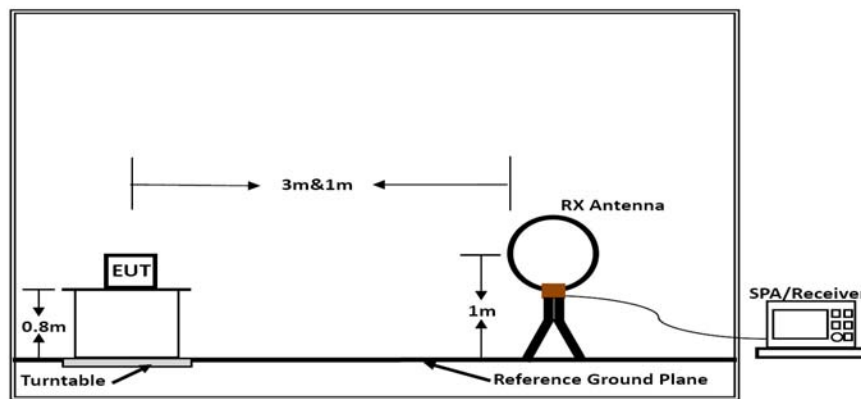 3m&1m
RX Antenna
EUT
SPA/Receiver
0.8m
1m
Turntable
Reference Ground Plane